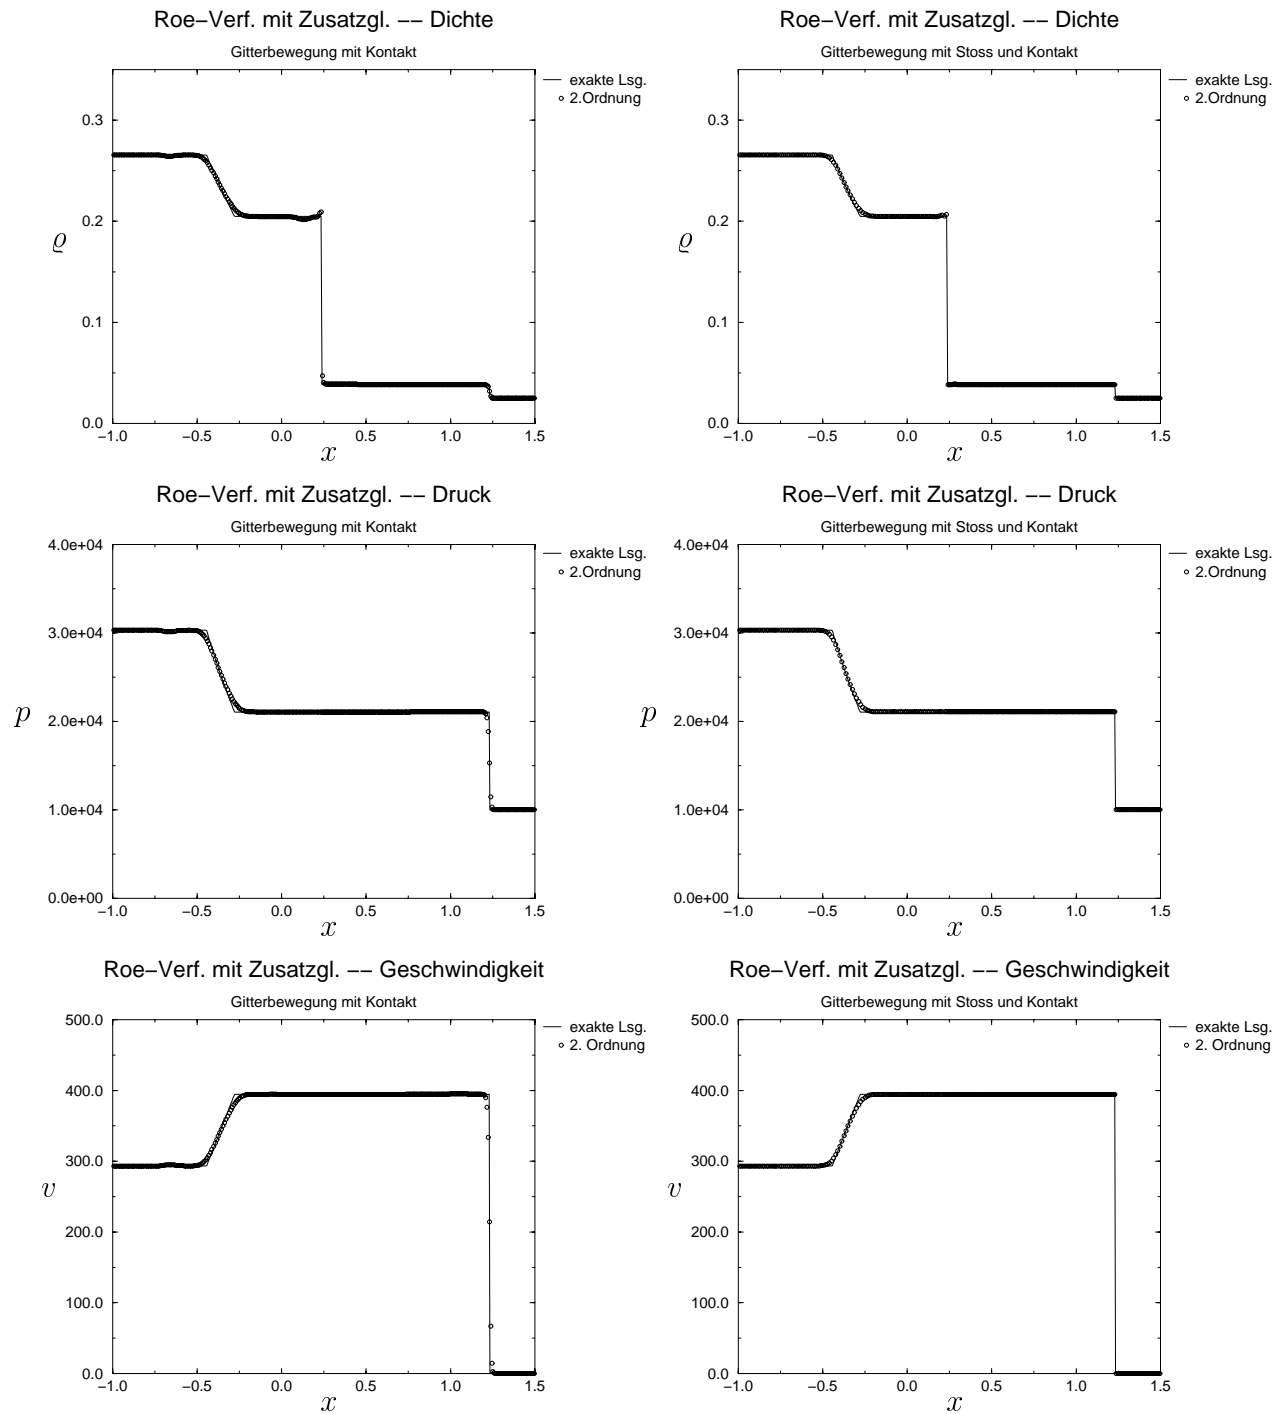 Roe−Verf. mit Zusatzgl. −− Dichte
Gitterbewegung mit Kontakt
exakte Lsg.
2.Ordnung
0.3
0.2
0.1
0.0
ϱ
−1.0 −0.5 0.0 0.5 1.0 1.5
x
Roe−Verf. mit Zusatzgl. −− Dichte
Gitterbewegung mit Stoss und Kontakt
exakte Lsg.
2.Ordnung
0.3
0.2
0.1
0.0
ϱ
−1.0 −0.5 0.0 0.5 1.0 1.5
x
Roe−Verf. mit Zusatzgl. −− Druck
Gitterbewegung mit Kontakt
exakte Lsg.
2.Ordnung
4.0e+04
3.0e+04
2.0e+04
1.0e+04
0.0e+00
p
−1.0 −0.5 0.0 0.5 1.0 1.5
x
Roe−Verf. mit Zusatzgl. −− Druck
Gitterbewegung mit Stoss und Kontakt
exakte Lsg.
2.Ordnung
4.0e+04
3.0e+04
2.0e+04
1.0e+04
0.0e+00
p
−1.0 −0.5 0.0 0.5 1.0 1.5
x
Roe−Verf. mit Zusatzgl. −− Geschwindigkeit
Gitterbewegung mit Kontakt
exakte Lsg.
2. Ordnung
500.0
400.0
300.0
200.0
100.0
0.0
v
−1.0 −0.5 0.0 0.5 1.0 1.5
x
Roe−Verf. mit Zusatzgl. −− Geschwindigkeit
Gitterbewegung mit Stoss und Kontakt
exakte Lsg.
2. Ordnung
500.0
400.0
300.0
200.0
100.0
0.0
v
−1.0 −0.5 0.0 0.5 1.0 1.5
x